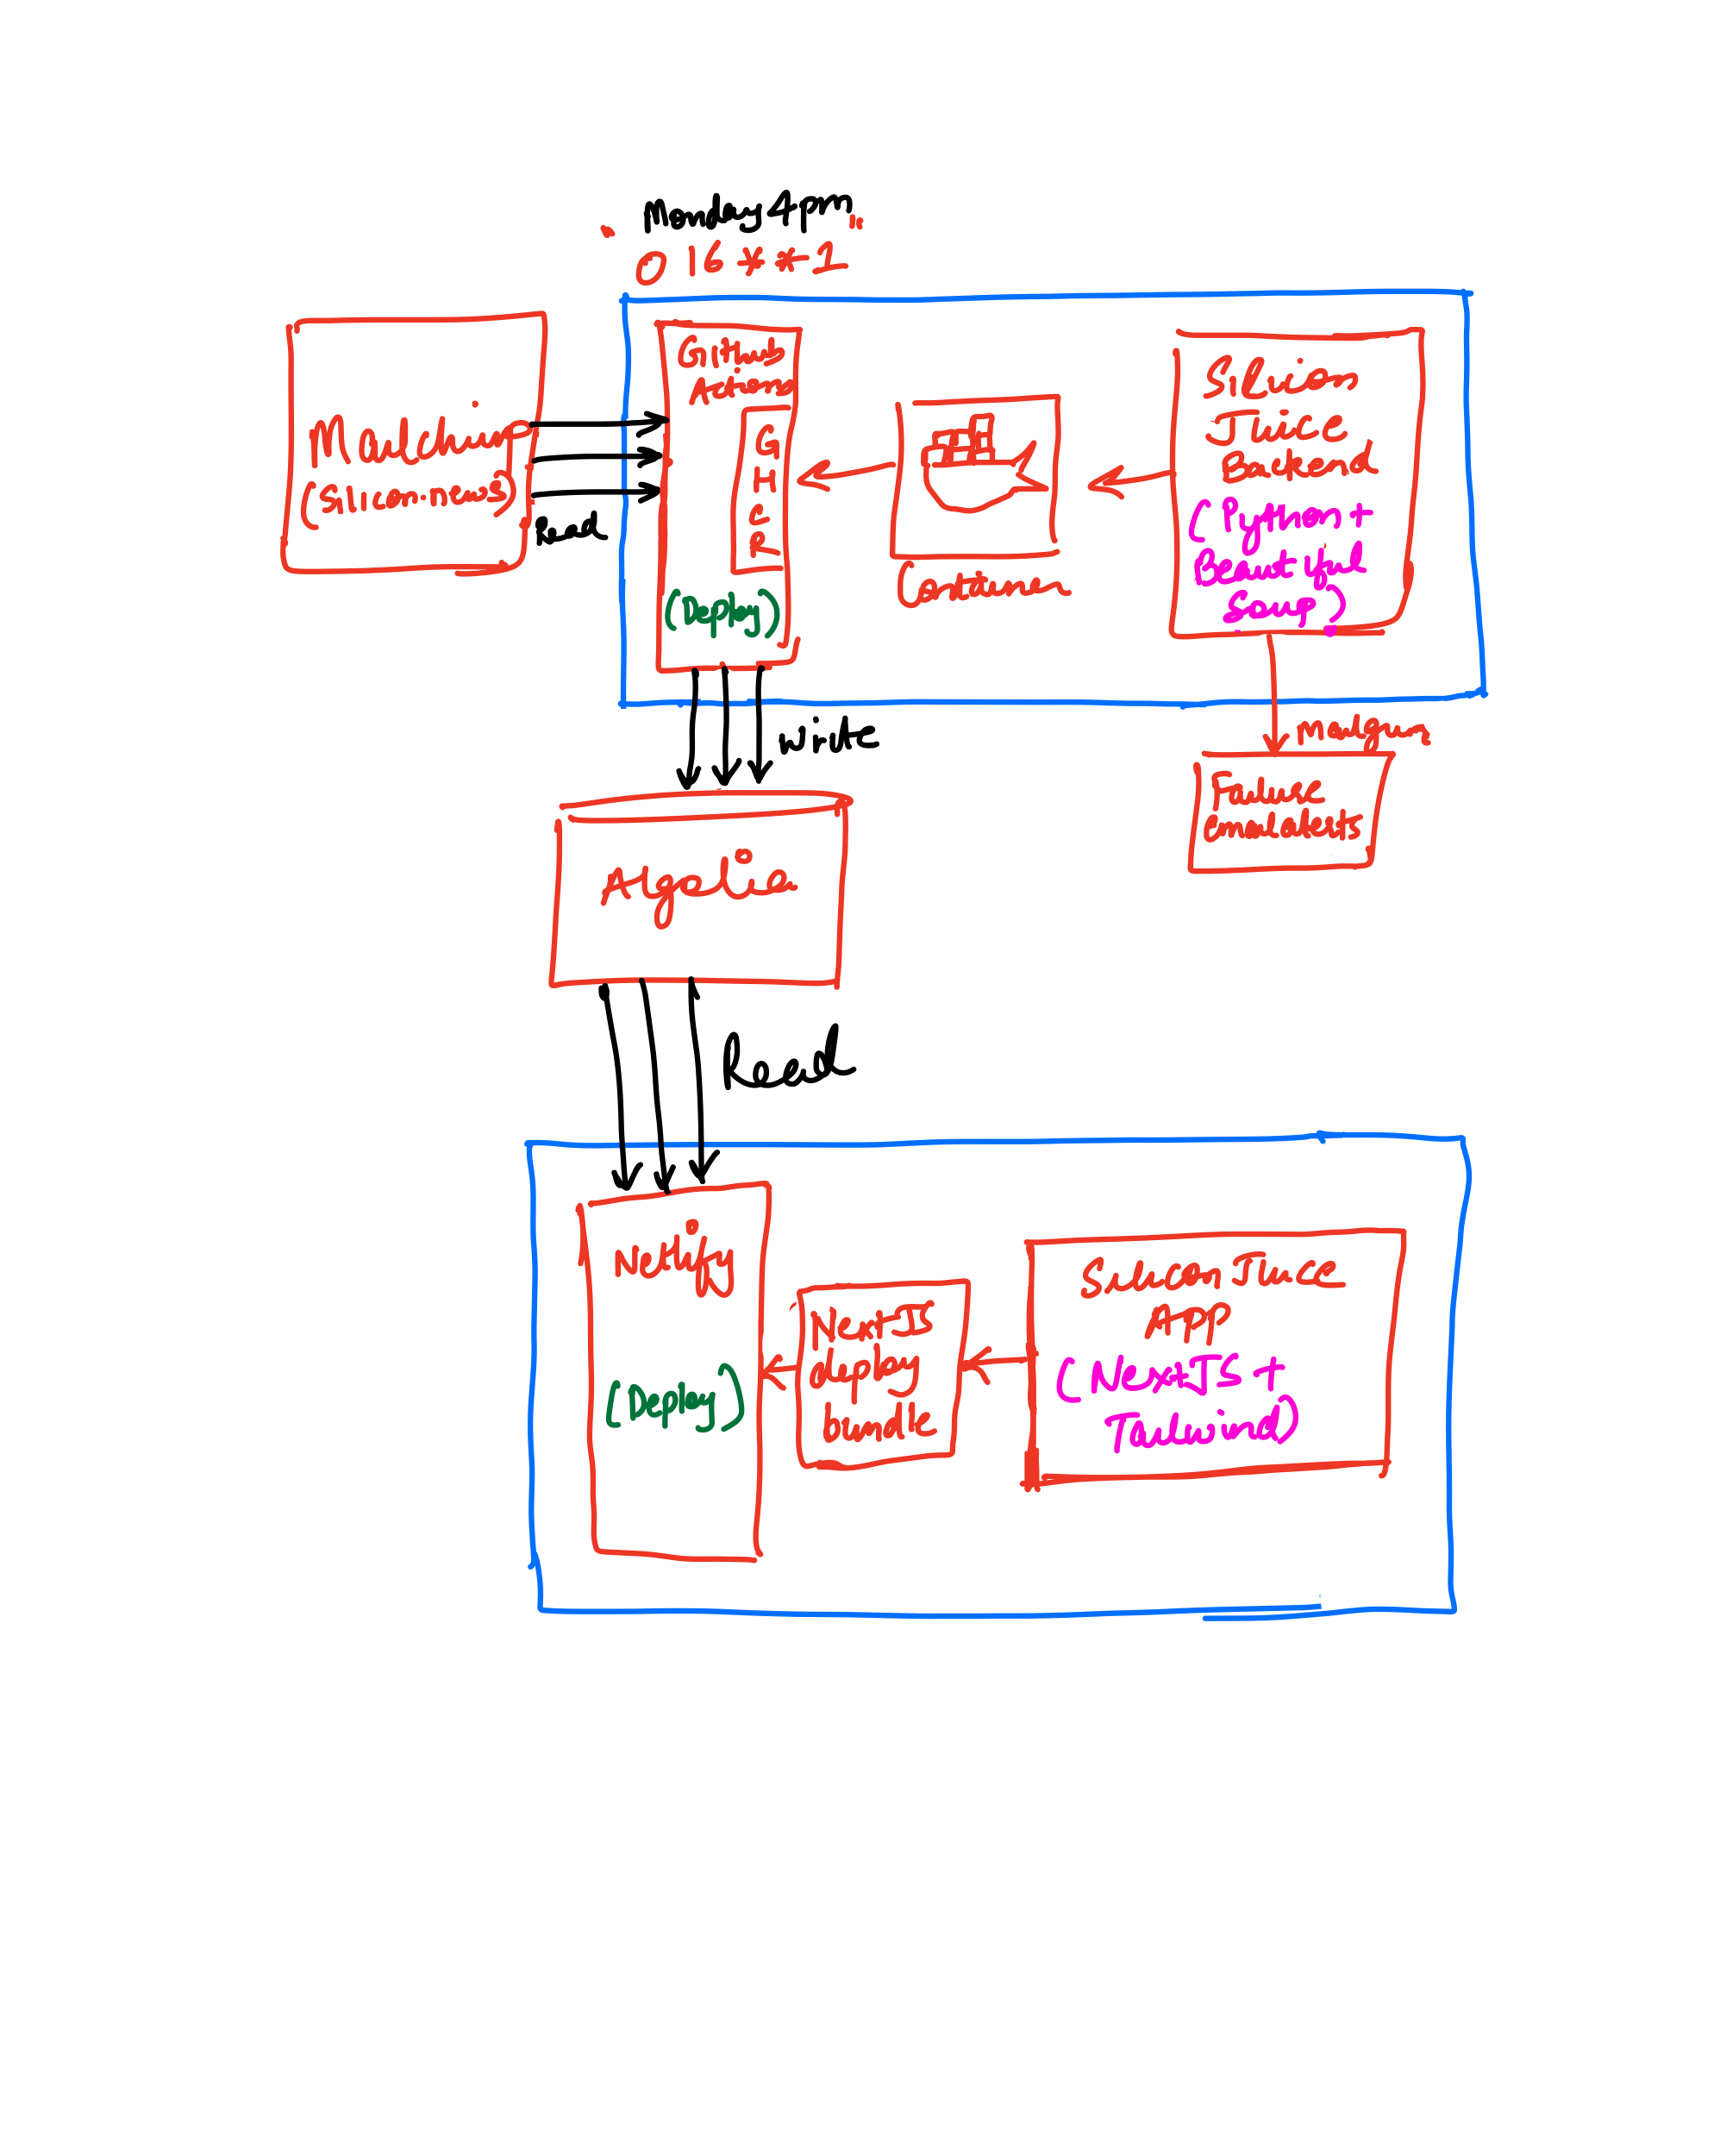 Monday 4pm
0 16 * * 1
Mailchimp
(silicon.news)
Read
Github
Actions
GHCR
(Deploy)
Container
Silicon
Juice
Backend
(Python +
Beautiful
Soup)
write
mailgun
Failure
email alerts
Algolia
Read
Netlify
(Deploy)
NextJS
deploy
bundle
Silicon Juice
App
(NextJS +
Tailwind)